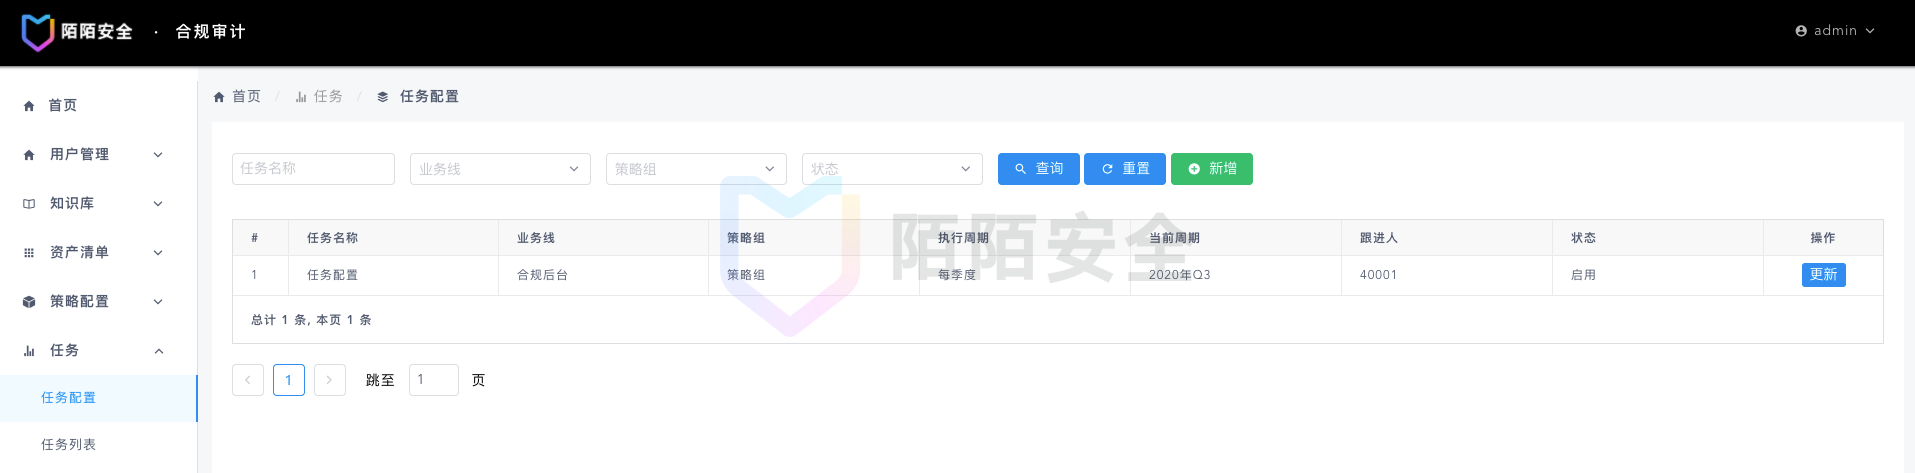 陌陌安全 · 合规审计
admin
首页
用户管理
知识库
资产清单
策略配置
任务
任务配置
任务列表
首页 / 任务 / 任务配置
任务名称 业务线 策略组 状态 查询 重置 新增
# 任务名称 业务线 策略组 执行周期 当前周期 跟进人 状态 操作
1 任务配置 合规后台 策略组 每季度 2020年Q3 40001 启用 更新
总计 1 条, 本页 1 条
1 跳至 1 页
陌陌安全